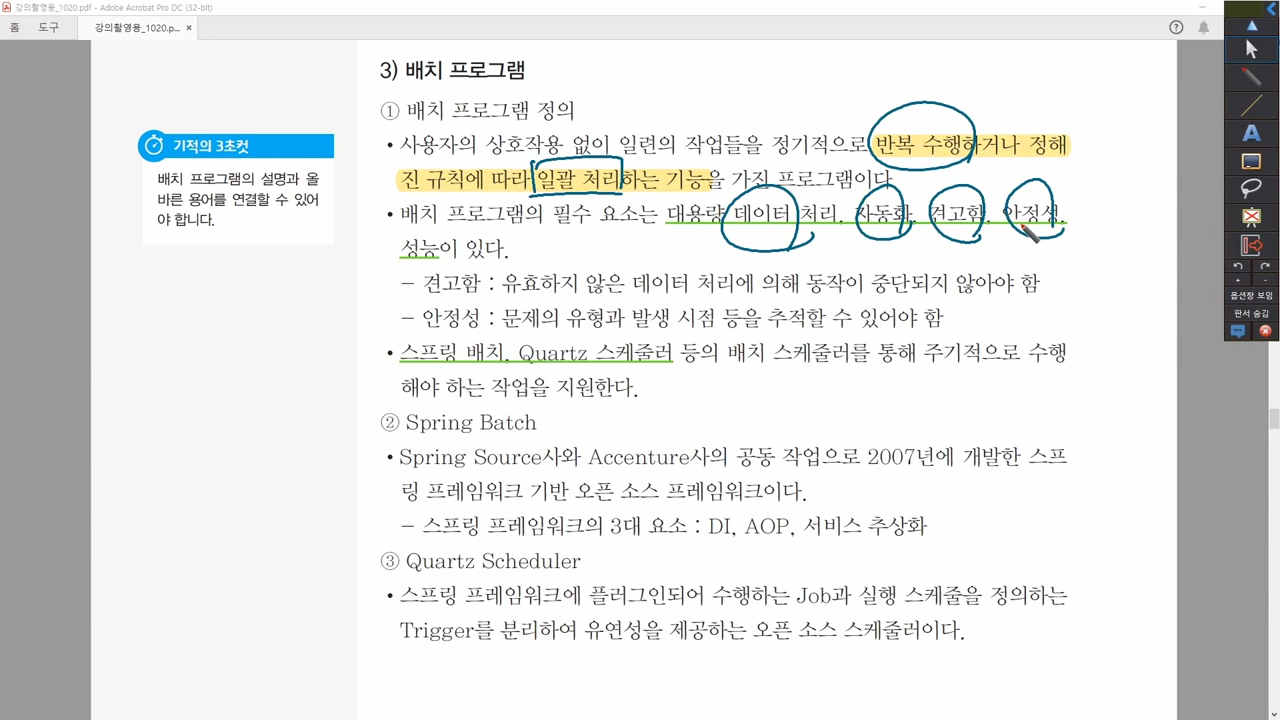 강의촬영용_1020.pdf - Adobe Acrobat Pro DC (32-bit)
홈 도구 강의촬영용_1020.p... ×
기적의 3초컷
배치 프로그램의 설명과 올
바른 용어를 연결할 수 있어
야 합니다.
3) 배치 프로그램
① 배치 프로그램 정의
• 사용자의 상호작용 없이 일련의 작업들을 정기적으로 반복 수행하거나 정해
진 규칙에 따라 일괄 처리하는 기능을 가진 프로그램이다.
• 배치 프로그램의 필수 요소는 대용량 데이터 처리, 자동화, 견고함, 안정성,
성능이 있다.
- 견고함 : 유효하지 않은 데이터 처리에 의해 동작이 중단되지 않아야 함
- 안정성 : 문제의 유형과 발생 시점 등을 추적할 수 있어야 함
• 스프링 배치, Quartz 스케줄러 등의 배치 스케줄러를 통해 주기적으로 수행
해야 하는 작업을 지원한다.
② Spring Batch
• Spring Source사와 Accenture사의 공동 작업으로 2007년에 개발한 스프
링 프레임워크 기반 오픈 소스 프레임워크이다.
- 스프링 프레임워크의 3대 요소 : DI, AOP, 서비스 추상화
③ Quartz Scheduler
• 스프링 프레임워크에 플러그인되어 수행하는 Job과 실행 스케줄을 정의하는
Trigger를 분리하여 유연성을 제공하는 오픈 소스 스케줄러이다.
A
+ -
옵션창 보임
판서 숨김